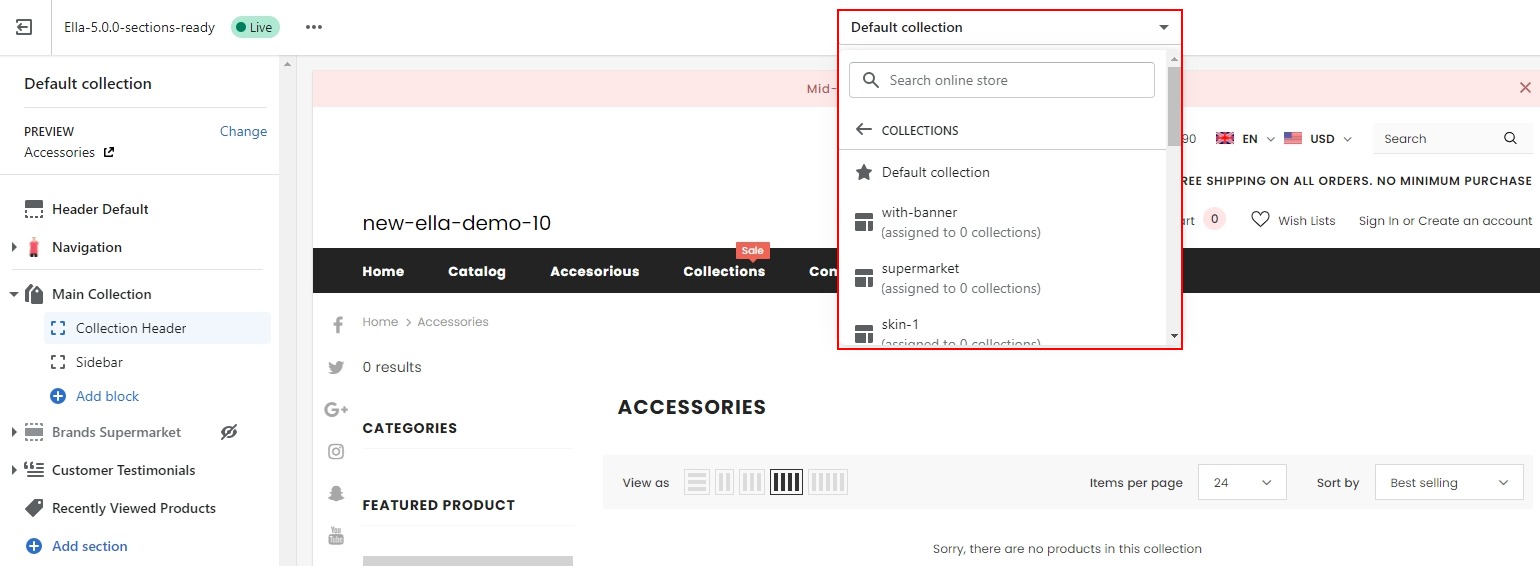 Ella-5.0.0-sections-ready
Live
Default collection
Default collection
PREVIEW
Change
Accessories
Header Default
Navigation
Main Collection
Collection Header
Sidebar
Add block
Brands Supermarket
Customer Testimonials
Recently Viewed Products
Add section
Search online store
COLLECTIONS
Default collection
with-banner
(assigned to 0 collections)
supermarket
(assigned to 0 collections)
skin-1
(assigned to 0 collections)
Mid-
90
EN
USD
Search
REE SHIPPING ON ALL ORDERS. NO MINIMUM PURCHASE
new-ella-demo-10
rt
0
Wish Lists
Sign In or Create an account
Sale
Home
Catalog
Accesorious
Collections
Con
Home > Accessories
0 results
CATEGORIES
FEATURED PRODUCT
You
Tube
ACCESSORIES
View as
Items per page
24
Sort by
Best selling
Sorry, there are no products in this collection